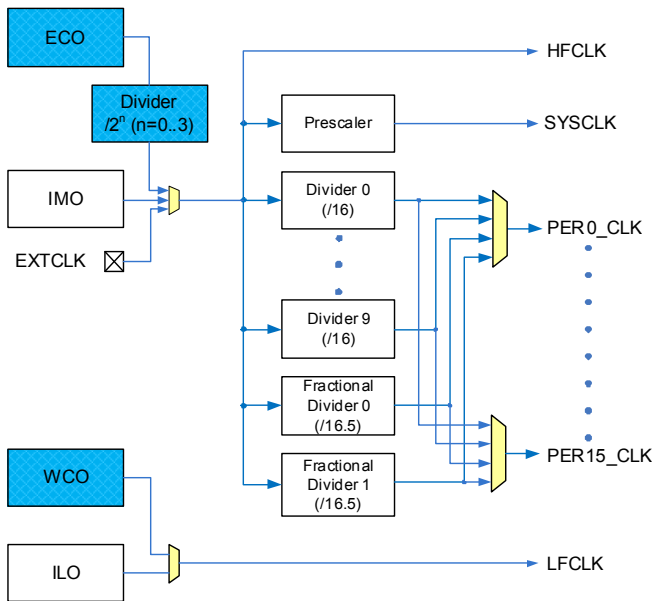 ECO
HFCLK
Divider
/2ⁿ (n=0..3)
Prescaler
SYSCLK
IMO
Divider 0
(/16)
PER0_CLK
EXTCLK
Divider 9
(/16)
Fractional
Divider 0
(/16.5)
PER15_CLK
WCO
Fractional
Divider 1
(/16.5)
ILO
LFCLK